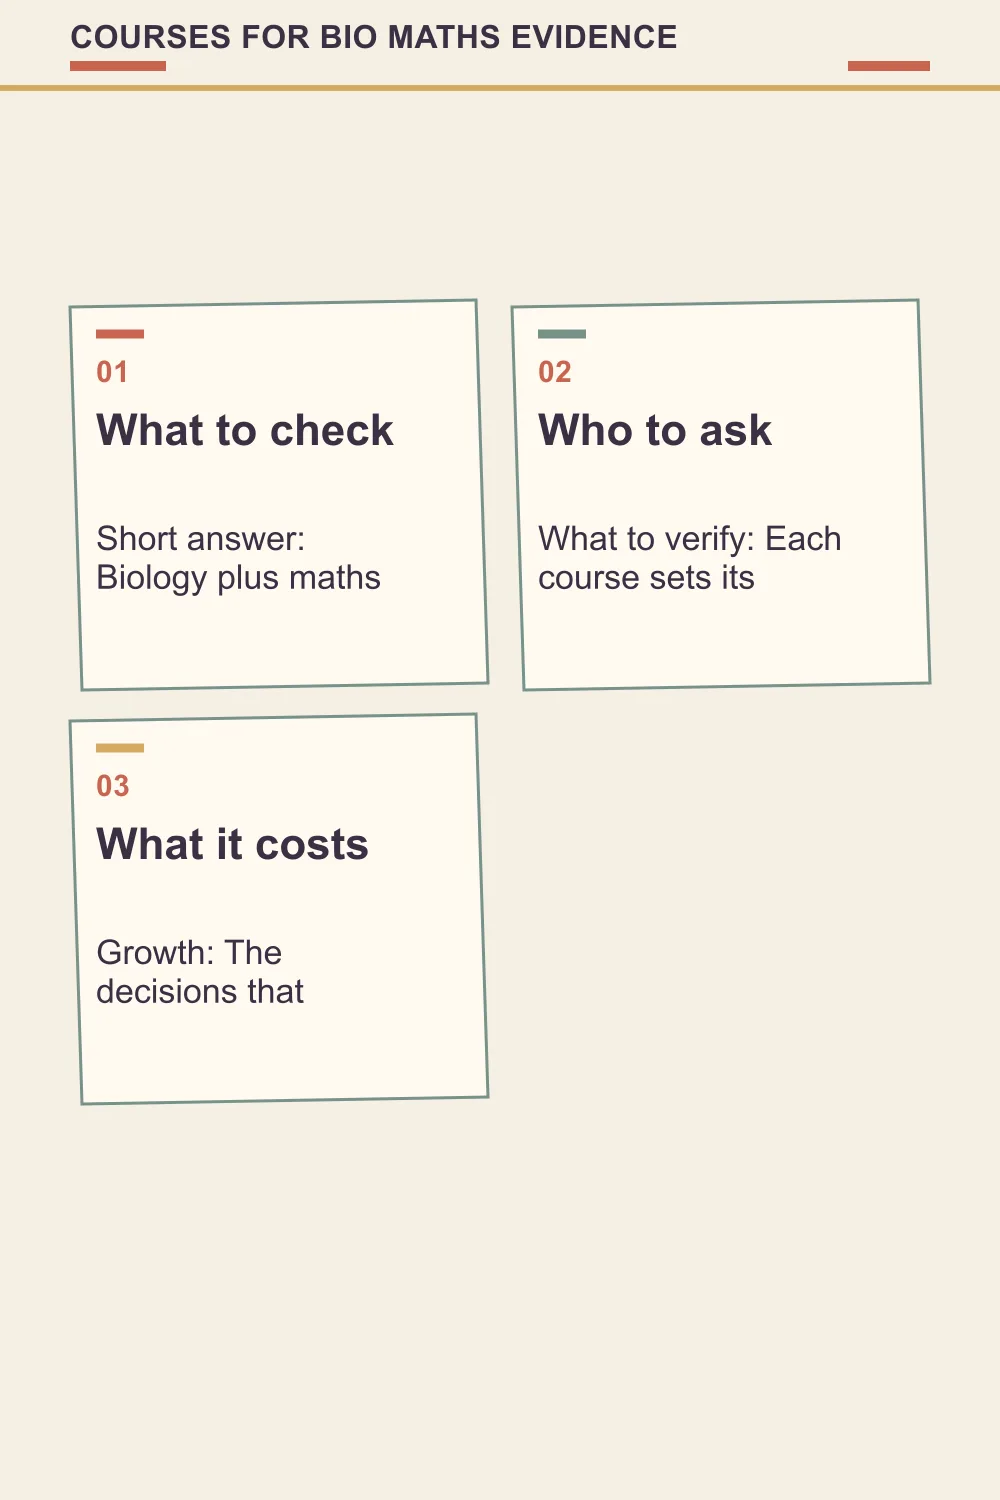 COURSES FOR BIO MATHS EVIDENCE
01
What to check
Short answer:
Biology plus maths
02
Who to ask
What to verify: Each
course sets its
03
What it costs
Growth: The
decisions that